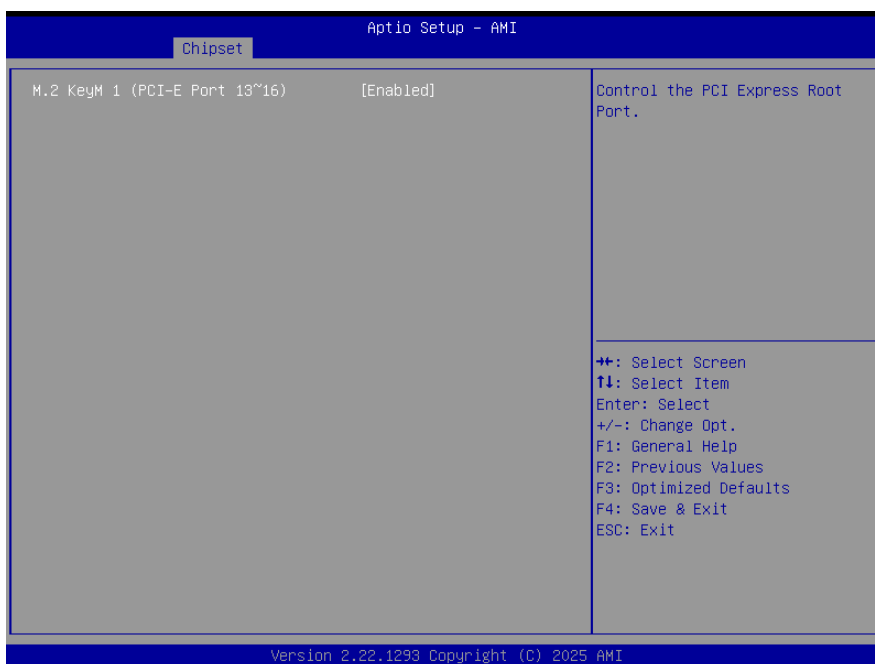 Aptio Setup - AMI
Chipset
M.2 KeyM 1 (PCI-E Port 13~16) [Enabled]
Control the PCI Express Root
Port.
→←: Select Screen
↑↓: Select Item
Enter: Select
+/-: Change Opt.
F1: General Help
F2: Previous Values
F3: Optimized Defaults
F4: Save & Exit
ESC: Exit
Version 2.22.1293 Copyright (C) 2025 AMI